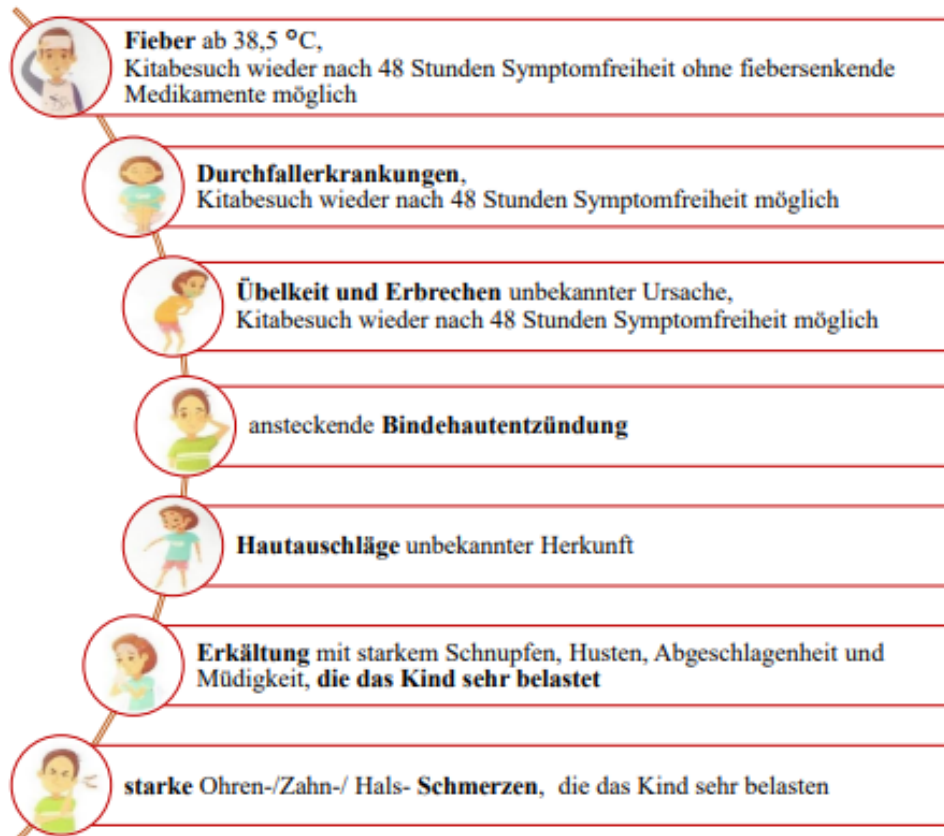 Fieber ab 38,5 °C,
Kitabesuch wieder nach 48 Stunden Symptomfreiheit ohne fiebersenkende
Medikamente möglich
Durchfallerkrankungen,
Kitabesuch wieder nach 48 Stunden Symptomfreiheit möglich
Übelkeit und Erbrechen unbekannter Ursache,
Kitabesuch wieder nach 48 Stunden Symptomfreiheit möglich
ansteckende Bindehautentzündung
Hautauschläge unbekannter Herkunft
Erkältung mit starkem Schnupfen, Husten, Abgeschlagenheit und
Müdigkeit, die das Kind sehr belastet
starke Ohren-/Zahn-/ Hals- Schmerzen, die das Kind sehr belasten